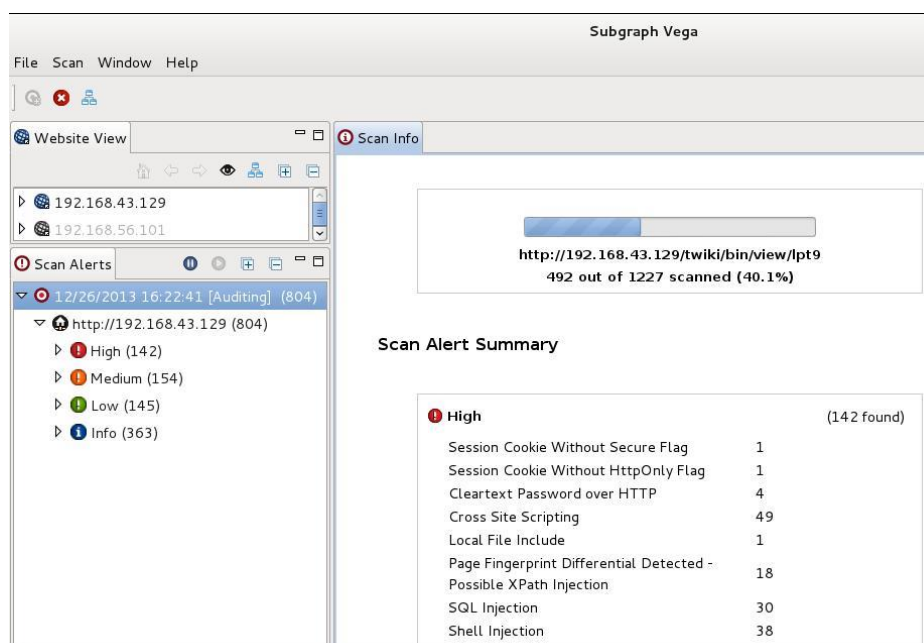 Subgraph Vega
File Scan Window Help
Website View
Scan Info
192.168.43.129
192.168.56.101
http://192.168.43.129/twiki/bin/view/lpt9
492 out of 1227 scanned (40.1%)
Scan Alerts
12/26/2013 16:22:41 [Auditing] (804)
http://192.168.43.129 (804)
High (142)
Medium (154)
Low (145)
Info (363)
Scan Alert Summary
High (142 found)
Session Cookie Without Secure Flag 1
Session Cookie Without HttpOnly Flag 1
Cleartext Password over HTTP 4
Cross Site Scripting 49
Local File Include 1
Page Fingerprint Differential Detected -
Possible XPath Injection 18
SQL Injection 30
Shell Injection 38